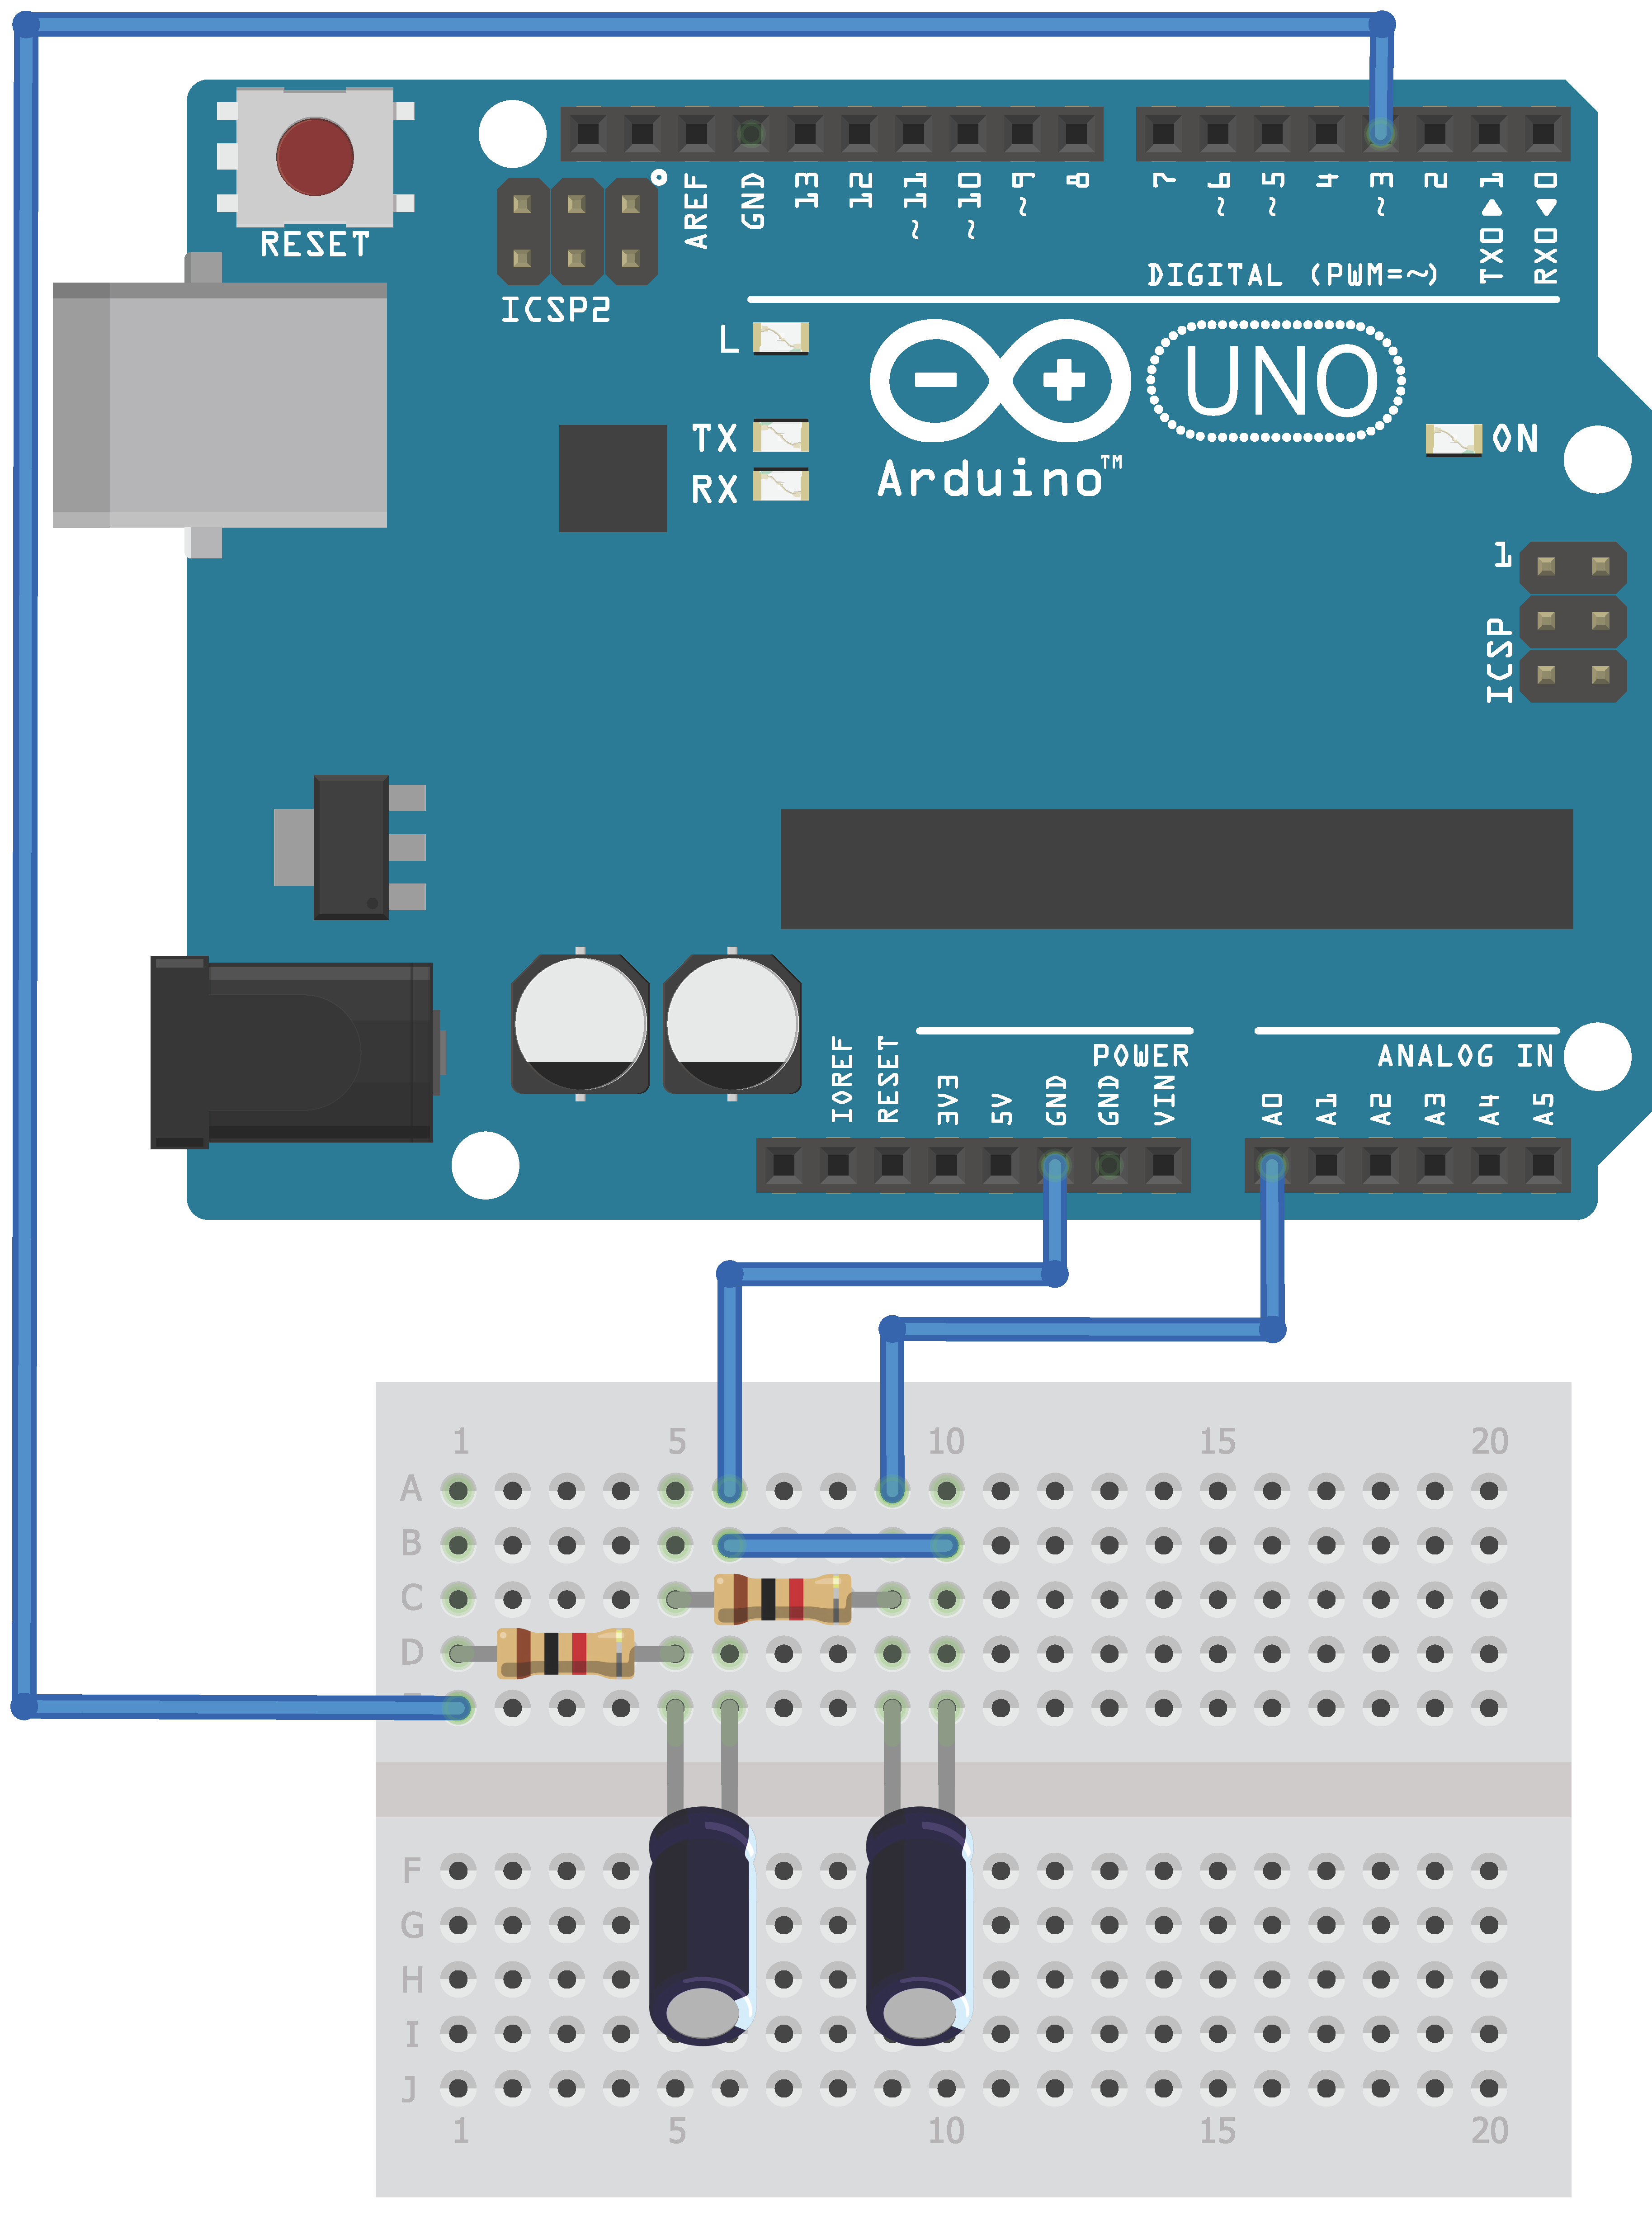 RESET
ICSP2
AREF
GND
13
12
~11
~10
~9
8
7
~6
~5
4
~3
2
TX0▶1
RX0◀0
DIGITAL (PWM=~)
L
TX
RX
UNO
Arduino™
ON
1
ICSP
POWER
ANALOG IN
IOREF
RESET
3V3
5V
GND
GND
VIN
A0
A1
A2
A3
A4
A5
1 5 10 15 20
A
B
C
D
F
G
H
I
J
1 5 10 15 20